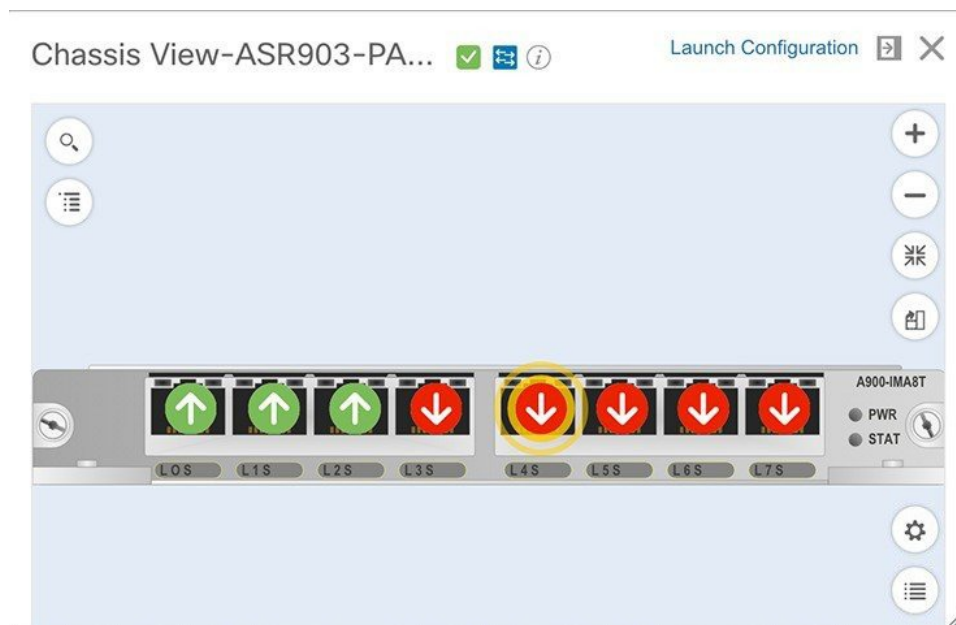 Chassis View-ASR903-PA...
Launch Configuration
A900-IMA8T
PWR
STAT
L0S L1S L2S L3S L4S L5S L6S L7S